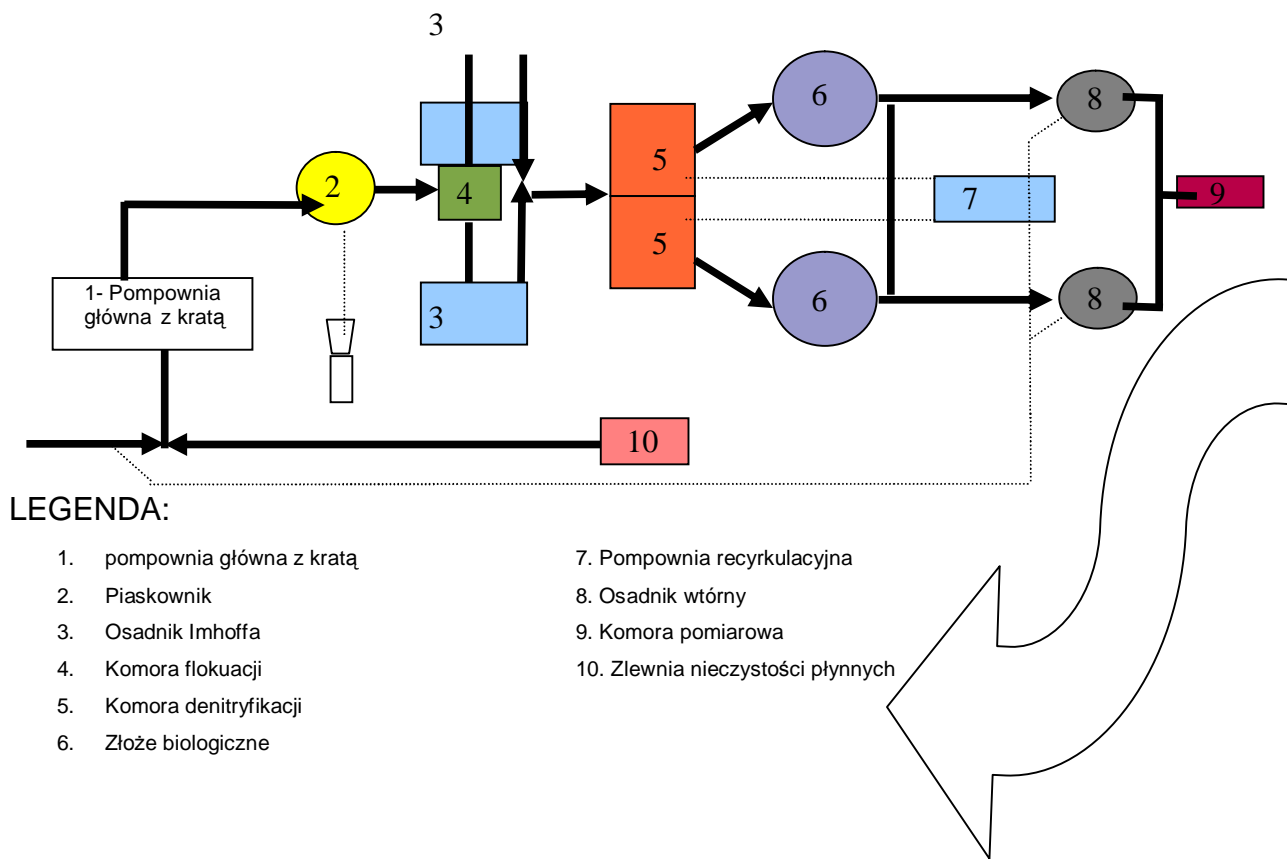 3
6
8
5
2
4
7
9
1- Pompownia
główna z kratą
5
3
6
8
10
LEGENDA:
1. pompownia główna z kratą
2. Piaskownik
3. Osadnik Imhoffa
4. Komora flokuacji
5. Komora denitryfikacji
6. Złoże biologiczne
7. Pompownia recyrkulacyjna
8. Osadnik wtórny
9. Komora pomiarowa
10. Zlewnia nieczystości płynnych